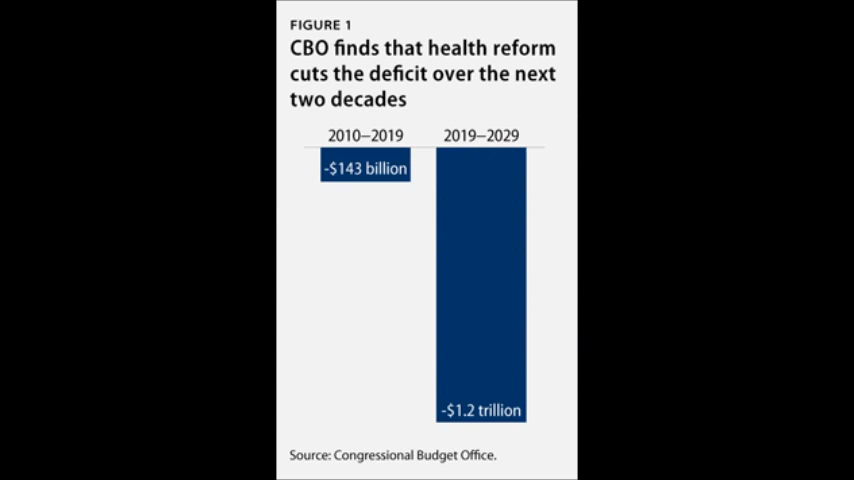 FIGURE 1
CBO finds that health reform
cuts the deficit over the next
two decades
2010–2019 2019–2029
-$143 billion
-$1.2 trillion
Source: Congressional Budget Office.